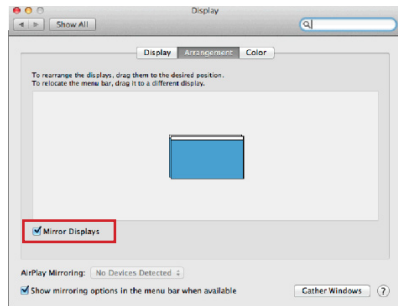 Display
Show All
Display Arrangement Color
To rearrange the displays, drag them to the desired position.
To relocate the menu bar, drag it to a different display.
Mirror Displays
AirPlay Mirroring: No Devices Detected
Show mirroring options in the menu bar when available
Gather Windows ?